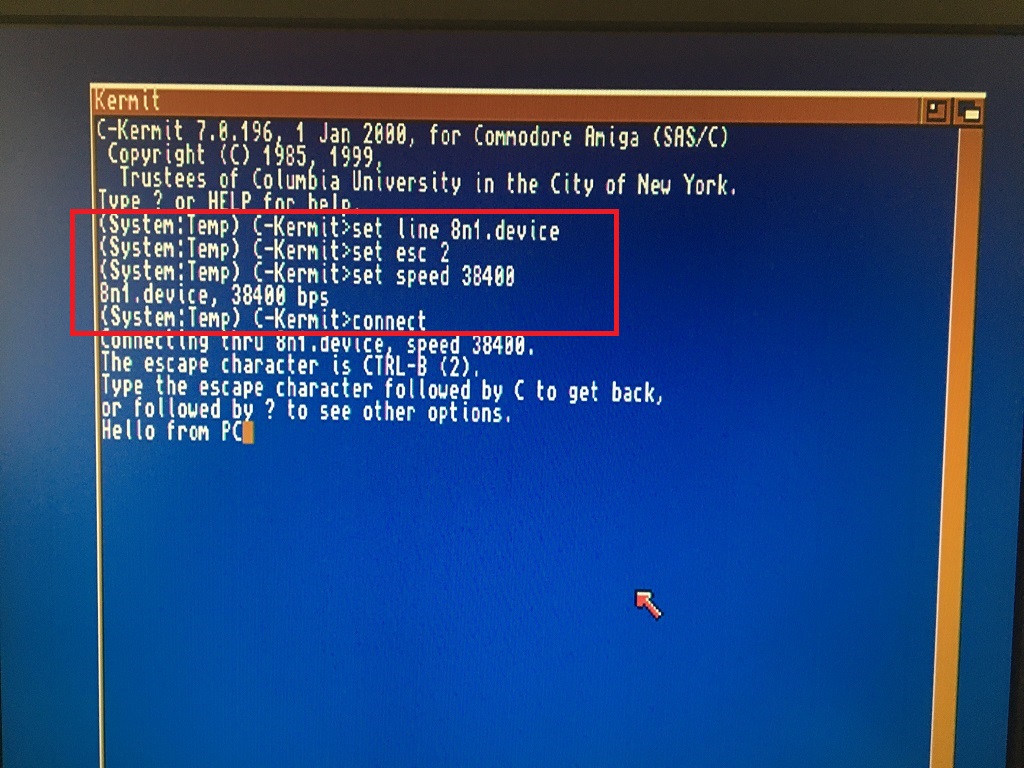 Kermit
C-Kermit 7.0.196, 1 Jan 2000, for Commodore Amiga (SAS/C)
Copyright (C) 1985, 1999,
Trustees of Columbia University in the City of New York.
Type ? or HELP for help.
(System:Temp) C-Kermit>set line 8n1.device
(System:Temp) C-Kermit>set esc 2
(System:Temp) C-Kermit>set speed 38400
8n1.device, 38400 bps
(System:Temp) C-Kermit>connect
Connecting thru 8n1.device, speed 38400.
The escape character is CTRL-B (2).
Type the escape character followed by C to get back,
or followed by ? to see other options.
Hello from PC